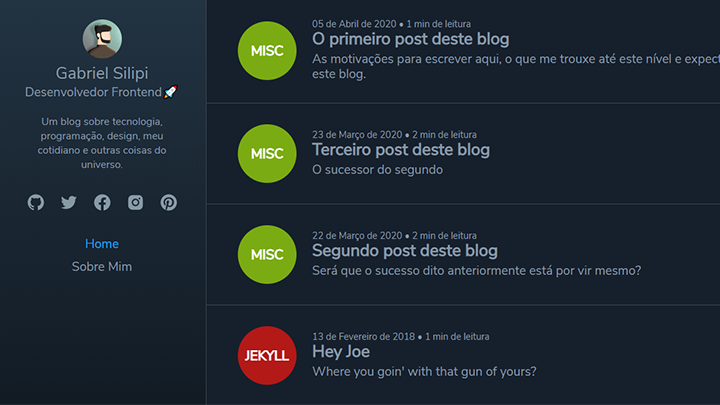 Gabriel Silipi
Desenvolvedor Frontend🚀
Um blog sobre tecnologia,
programação, design, meu
cotidiano e outras coisas do
universo.
Home
Sobre Mim
MISC
05 de Abril de 2020 • 1 min de leitura
O primeiro post deste blog
As motivações para escrever aqui, o que me trouxe até este nível e expect
este blog.
MISC
23 de Março de 2020 • 2 min de leitura
Terceiro post deste blog
O sucessor do segundo
MISC
22 de Março de 2020 • 2 min de leitura
Segundo post deste blog
Será que o sucesso dito anteriormente está por vir mesmo?
JEKYLL
13 de Fevereiro de 2018 • 1 min de leitura
Hey Joe
Where you goin' with that gun of yours?